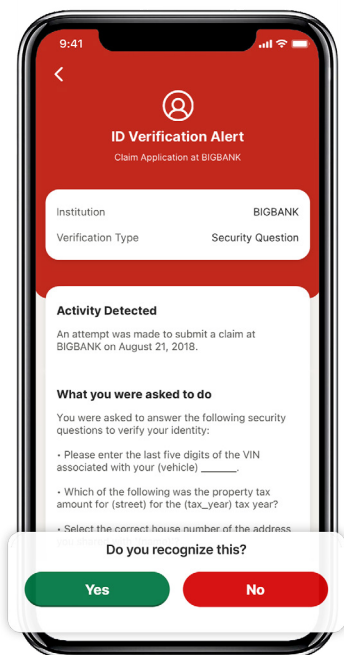 9:41
ID Verification Alert
Claim Application at BIGBANK
Institution BIGBANK
Verification Type Security Question
Activity Detected
An attempt was made to submit a claim at
BIGBANK on August 21, 2018.
What you were asked to do
You were asked to answer the following security
questions to verify your identity:
• Please enter the last five digits of the VIN
associated with your (vehicle) ______.
• Which of the following was the property tax
amount for (street) for the (tax_year) tax year?
• Select the correct house number of the address
Do you recognize this?
Yes No